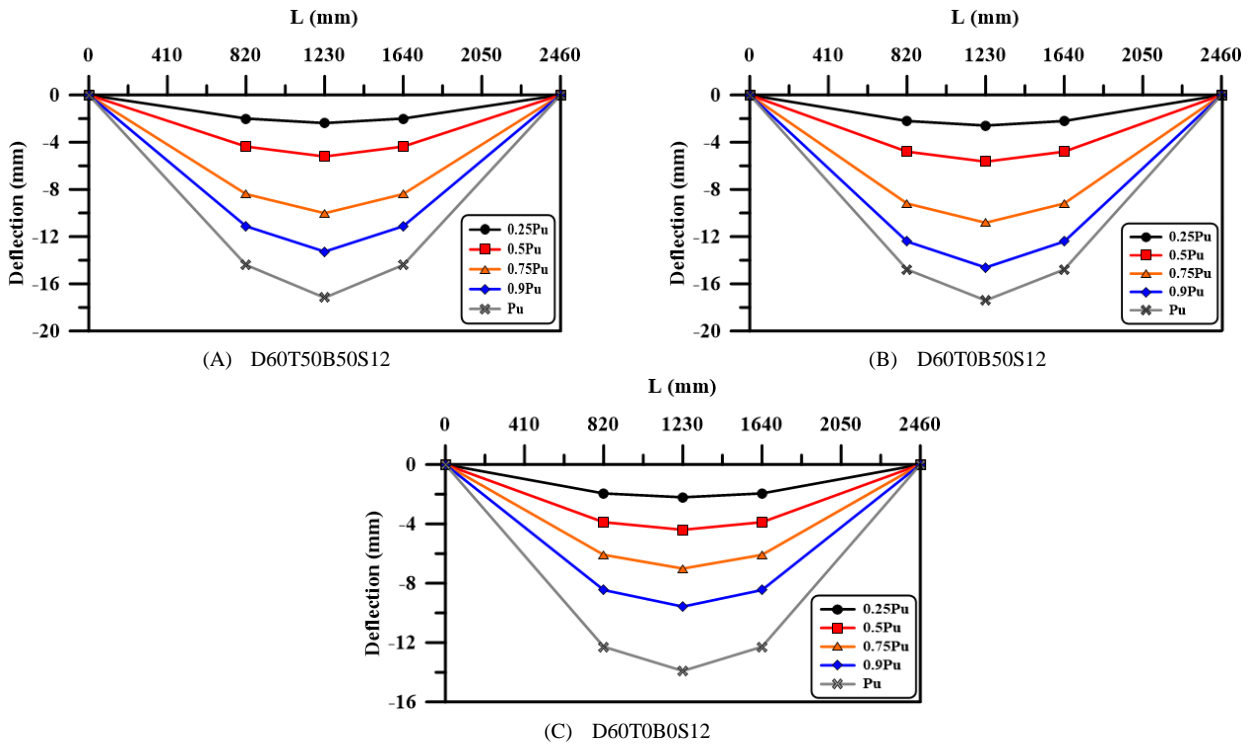 L (mm)
0 410 820 1230 1640 2050 2460
Deflection (mm)
0
-4
-8
-12
-16
-20
0.25Pu
0.5Pu
0.75Pu
0.9Pu
Pu
(A) D60T50B50S12
L (mm)
0 410 820 1230 1640 2050 2460
Deflection (mm)
0
-4
-8
-12
-16
-20
0.25Pu
0.5Pu
0.75Pu
0.9Pu
Pu
(B) D60T0B50S12
L (mm)
0 410 820 1230 1640 2050 2460
Deflection (mm)
0
-4
-8
-12
-16
0.25Pu
0.5Pu
0.75Pu
0.9Pu
Pu
(C) D60T0B0S12